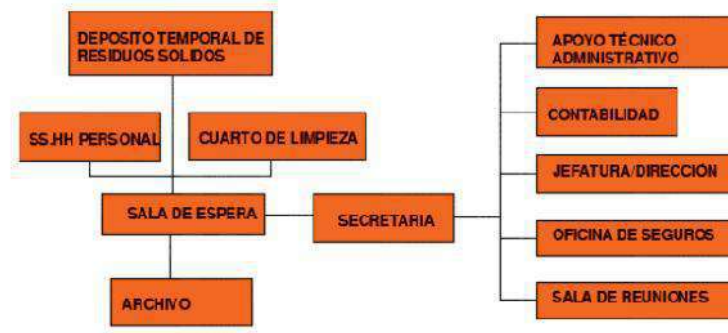 DEPOSITO TEMPORAL DE
RESIDUOS SOLIDOS
SS.HH PERSONAL
CUARTO DE LIMPIEZA
SALA DE ESPERA
ARCHIVO
SECRETARIA
APOYO TÉCNICO
ADMINISTRATIVO
CONTABILIDAD
JEFATURA/DIRECCIÓN
OFICINA DE SEGUROS
SALA DE REUNIONES